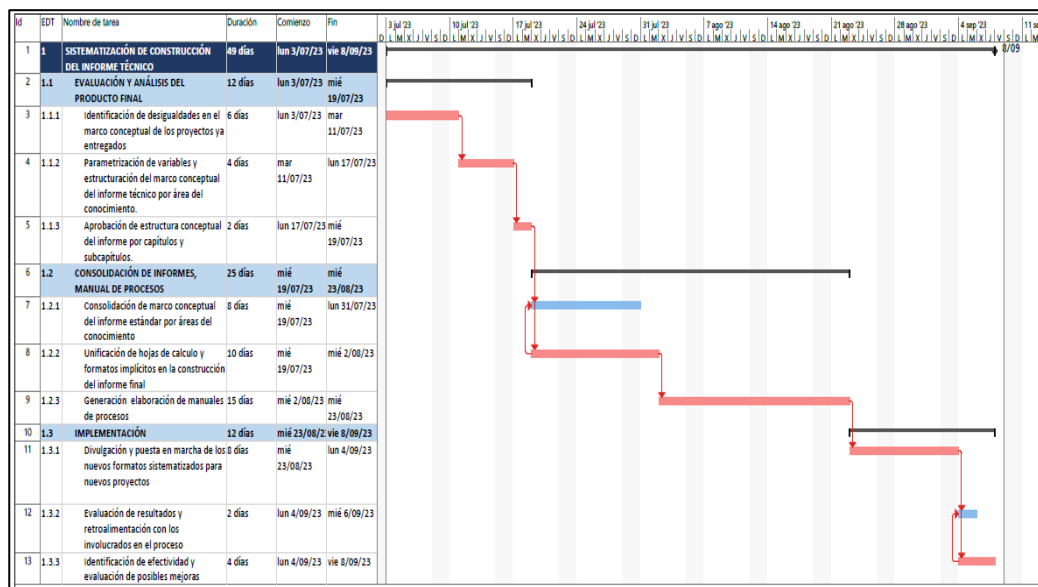 Id EDT Nombre de tarea Duración Comienzo Fin 3 jul '23 10 jul '23 17 jul '23 24 jul '23 31 jul '23 7 ago '23 14 ago '23 21 ago '23 28 ago '23 4 sep '23 11 se
D L M X J V S D L M X J V S D L M X J V S D L M X J V S D L M X J V S D L M X J V S D L M X J V S D L M X J V S D L M X J V S D L M X J V S D L M
1 1 SISTEMATIZACIÓN DE CONSTRUCCIÓN 49 días lun 3/07/23 vie 8/09/23 8/09
DEL INFORME TÉCNICO
2 1.1 EVALUACIÓN Y ANÁLISIS DEL 12 días lun 3/07/23 mié
PRODUCTO FINAL 19/07/23
3 1.1.1 Identificación de desigualdades en el 6 días lun 3/07/23 mar
marco conceptual de los proyectos ya 11/07/23
entregados
4 1.1.2 Parametrización de variables y 4 días mar lun 17/07/23
estructuración del marco conceptual 11/07/23
del informe técnico por área del
conocimiento.
5 1.1.3 Aprobación de estructura conceptual 2 días lun 17/07/23 mié
del informe por capítulos y 19/07/23
subcapítulos.
6 1.2 CONSOLIDACIÓN DE INFORMES, 25 días mié mié
MANUAL DE PROCESOS 19/07/23 23/08/23
7 1.2.1 Consolidación de marco conceptual 8 días mié lun 31/07/23
del informe estándar por áreas del 19/07/23
conocimiento
8 1.2.2 Unificación de hojas de calculo y 10 días mié mié 2/08/23
formatos implícitos en la construcción 19/07/23
del informe final
9 1.2.3 Generación elaboración de manuales 15 días mié 2/08/23 mié
de procesos 23/08/23
10 1.3 IMPLEMENTACIÓN 12 días mié 23/08/2 vie 8/09/23
11 1.3.1 Divulgación y puesta en marcha de los 8 días mié lun 4/09/23
nuevos formatos sistematizados para 23/08/23
nuevos proyectos
12 1.3.2 Evaluación de resultados y 2 días lun 4/09/23 mié 6/09/23
retroalimentación con los
involucrados en el proceso
13 1.3.3 Identificación de efectividad y 4 días lun 4/09/23 vie 8/09/23
evaluación de posibles mejoras